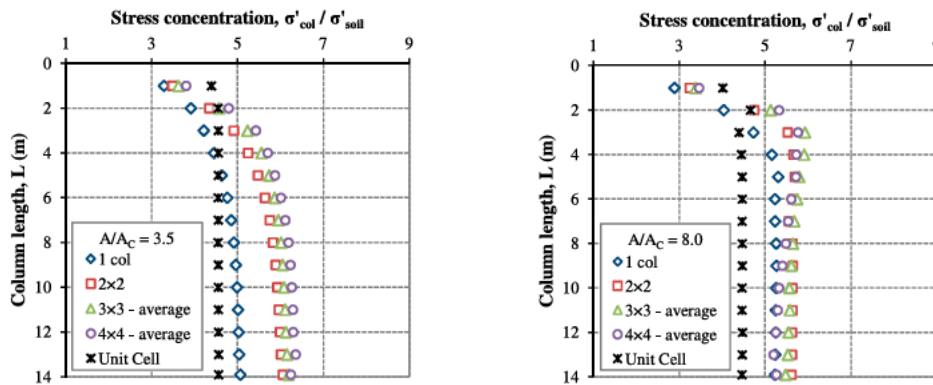 Stress concentration, σ'col / σ'soil
1 3 5 7 9
0
2
4
6
8
10
12
14
Column length, L (m)
A/AC = 3.5
1 col
2×2
3×3 - average
4×4 - average
Unit Cell
Stress concentration, σ'col / σ'soil
1 3 5 7 9
0
2
4
6
8
10
12
14
Column length, L (m)
A/AC = 8.0
1 col
2×2
3×3 - average
4×4 - average
Unit Cell